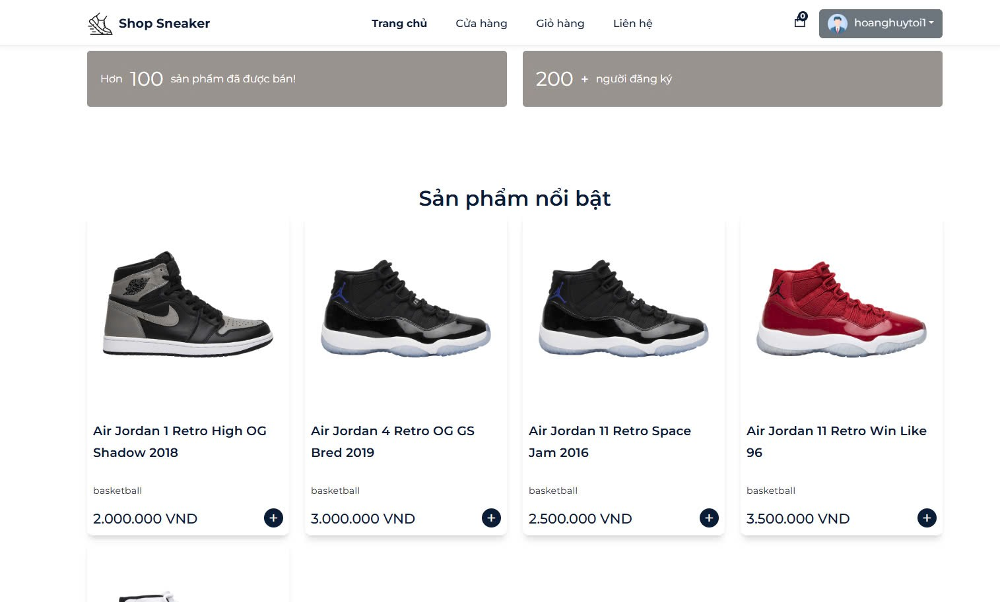 Shop Sneaker
Trang chủ
Cửa hàng
Giỏ hàng
Liên hệ
0
hoanghuytoi1
Hơn 100 sản phẩm đã được bán!
200 + người đăng ký
Sản phẩm nổi bật
Air Jordan 1 Retro High OG
Shadow 2018
basketball
2.000.000 VND
+
Air Jordan 4 Retro OG GS
Bred 2019
basketball
3.000.000 VND
+
Air Jordan 11 Retro Space
Jam 2016
basketball
2.500.000 VND
+
Air Jordan 11 Retro Win Like
96
basketball
3.500.000 VND
+